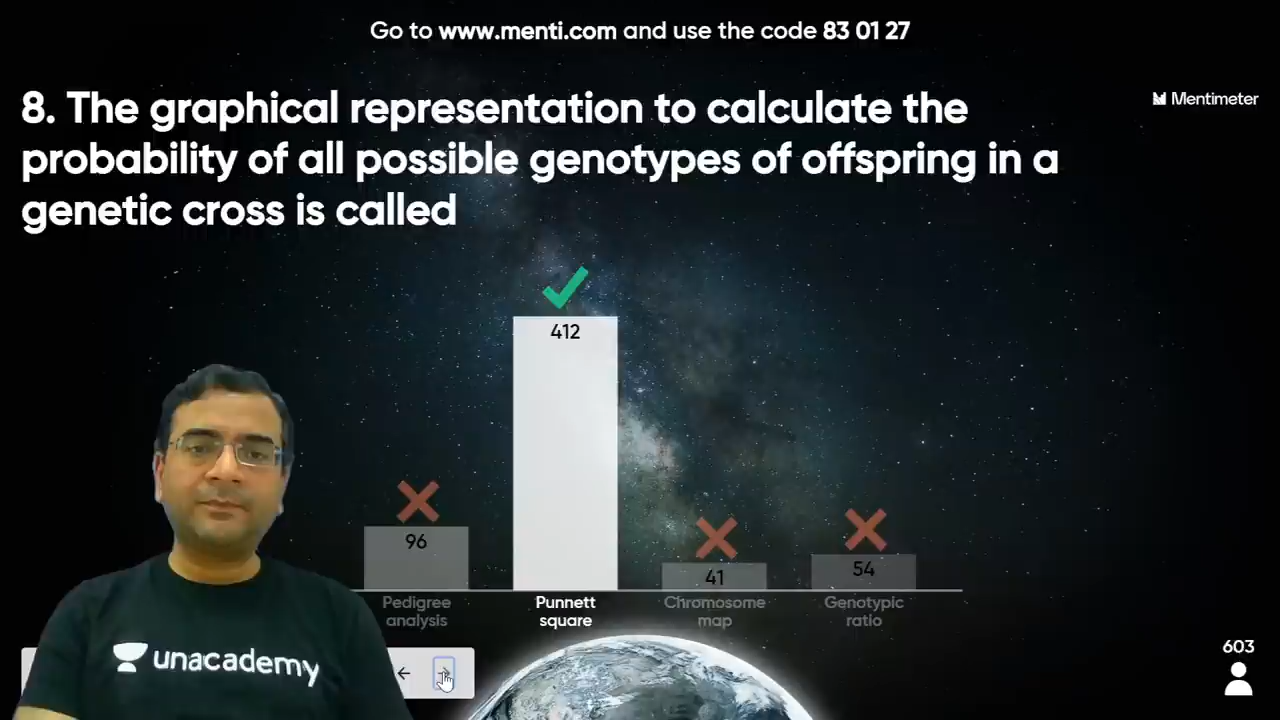 Go to www.menti.com and use the code 83 01 27
8. The graphical representation to calculate the
probability of all possible genotypes of offspring in a
genetic cross is called
Mentimeter
412
96
41
54
Pedigree
analysis
Punnett
square
Chromosome
map
Genotypic
ratio
603
unacademy